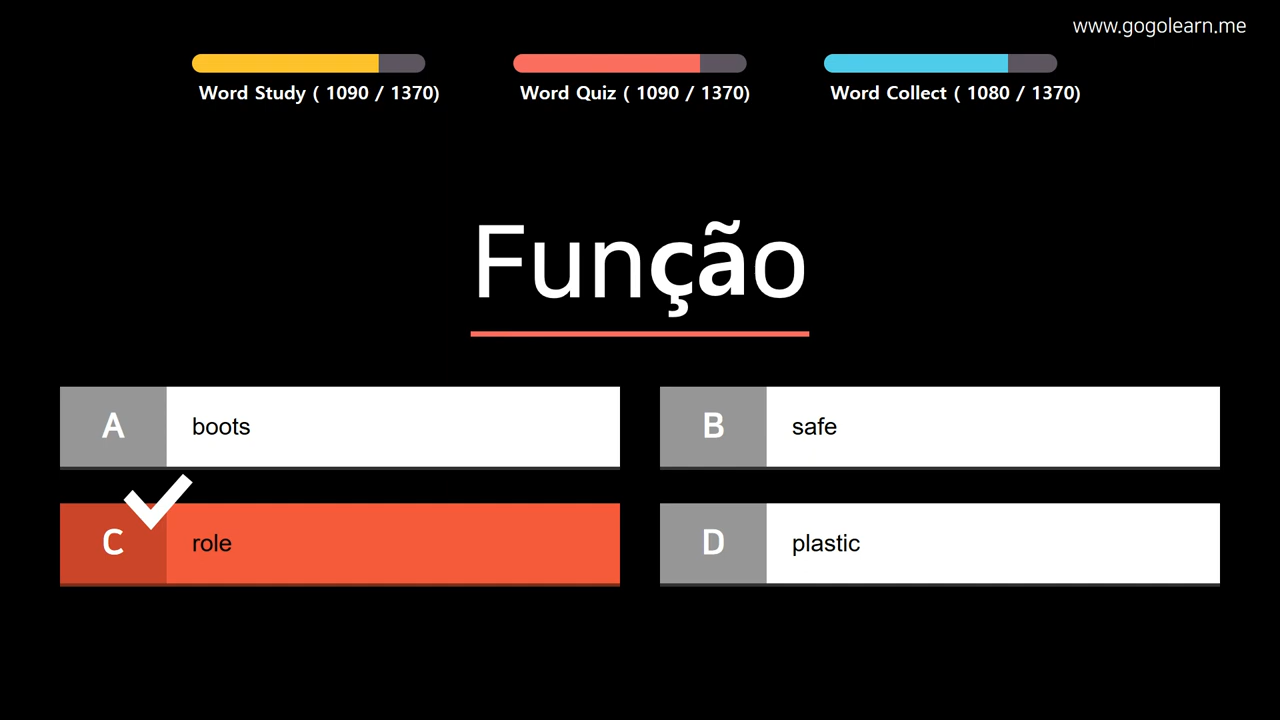 www.gogolearn.me
Word Study ( 1090 / 1370)
Word Quiz ( 1090 / 1370)
Word Collect ( 1080 / 1370)
Função
A boots
B safe
C role
D plastic